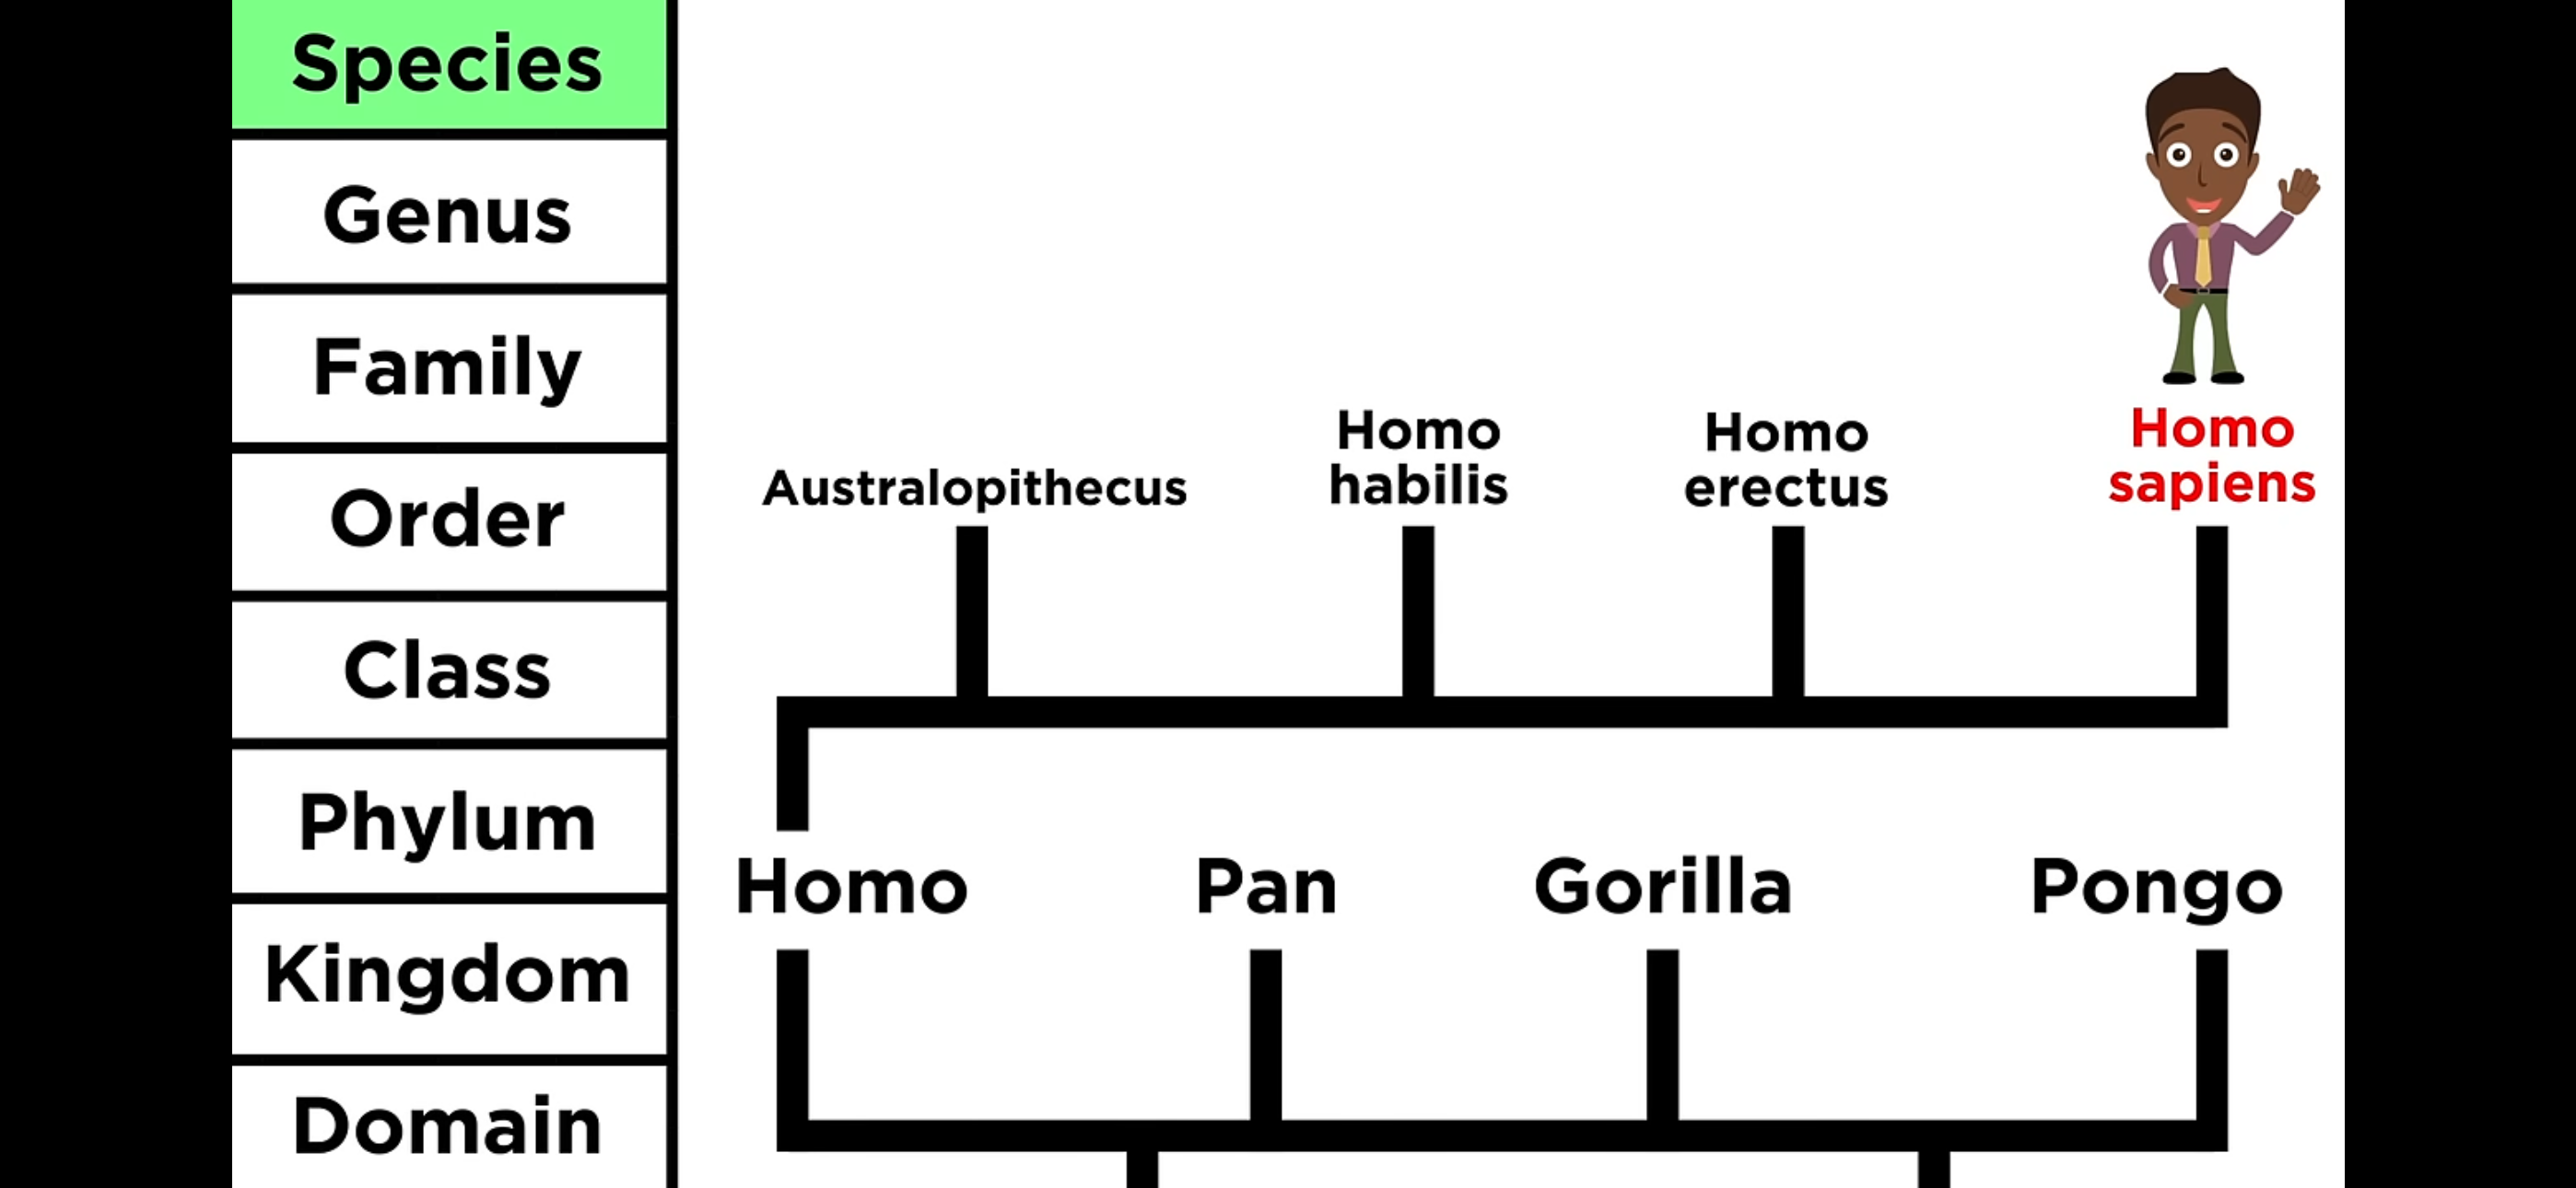 Species
Genus
Family
Order
Class
Phylum
Kingdom
Domain
Australopithecus
Homo
habilis
Homo
erectus
Homo
sapiens
Homo
Pan
Gorilla
Pongo